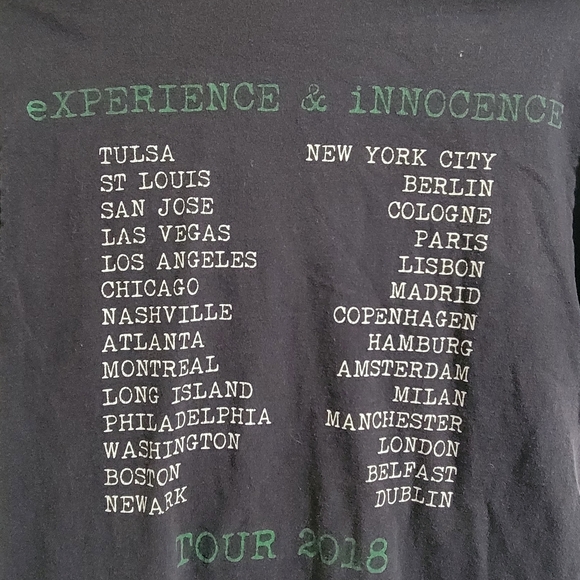 eXPERIENCE & iNNOCENCE
TULSA
ST LOUIS
SAN JOSE
LAS VEGAS
LOS ANGELES
CHICAGO
NASHVILLE
ATLANTA
MONTREAL
LONG ISLAND
PHILADELPHIA
WASHINGTON
BOSTON
NEWARK
NEW YORK CITY
BERLIN
COLOGNE
PARIS
LISBON
MADRID
COPENHAGEN
HAMBURG
AMSTERDAM
MILAN
MANCHESTER
LONDON
BELFAST
DUBLIN
TOUR 2018